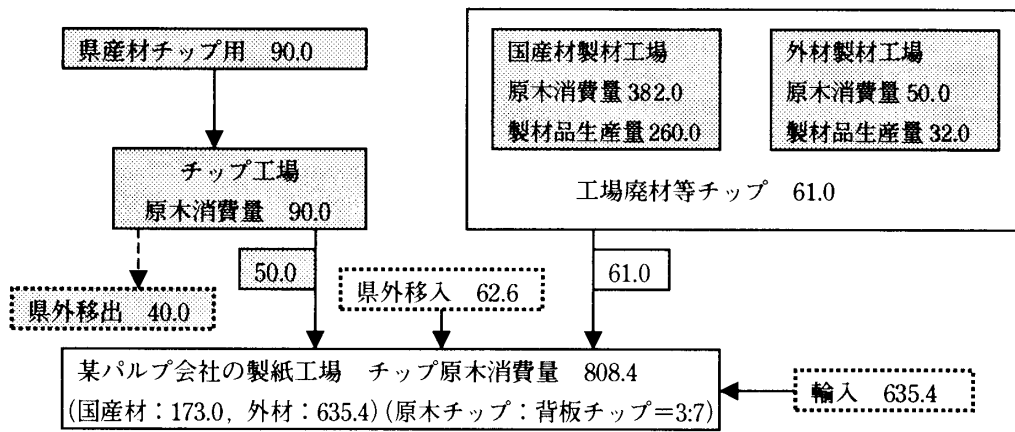 県産材チップ用 90.0
国産材製材工場
原木消費量 382.0
製材品生産量 260.0
外材製材工場
原木消費量 50.0
製材品生産量 32.0
チップ工場
原木消費量 90.0
工場廃材等チップ 61.0
50.0
61.0
県外移入 62.6
県外移出 40.0
某パルプ会社の製紙工場 チップ原木消費量 808.4
(国産材:173.0, 外材:635.4)(原木チップ:背板チップ=3:7)
輸入 635.4